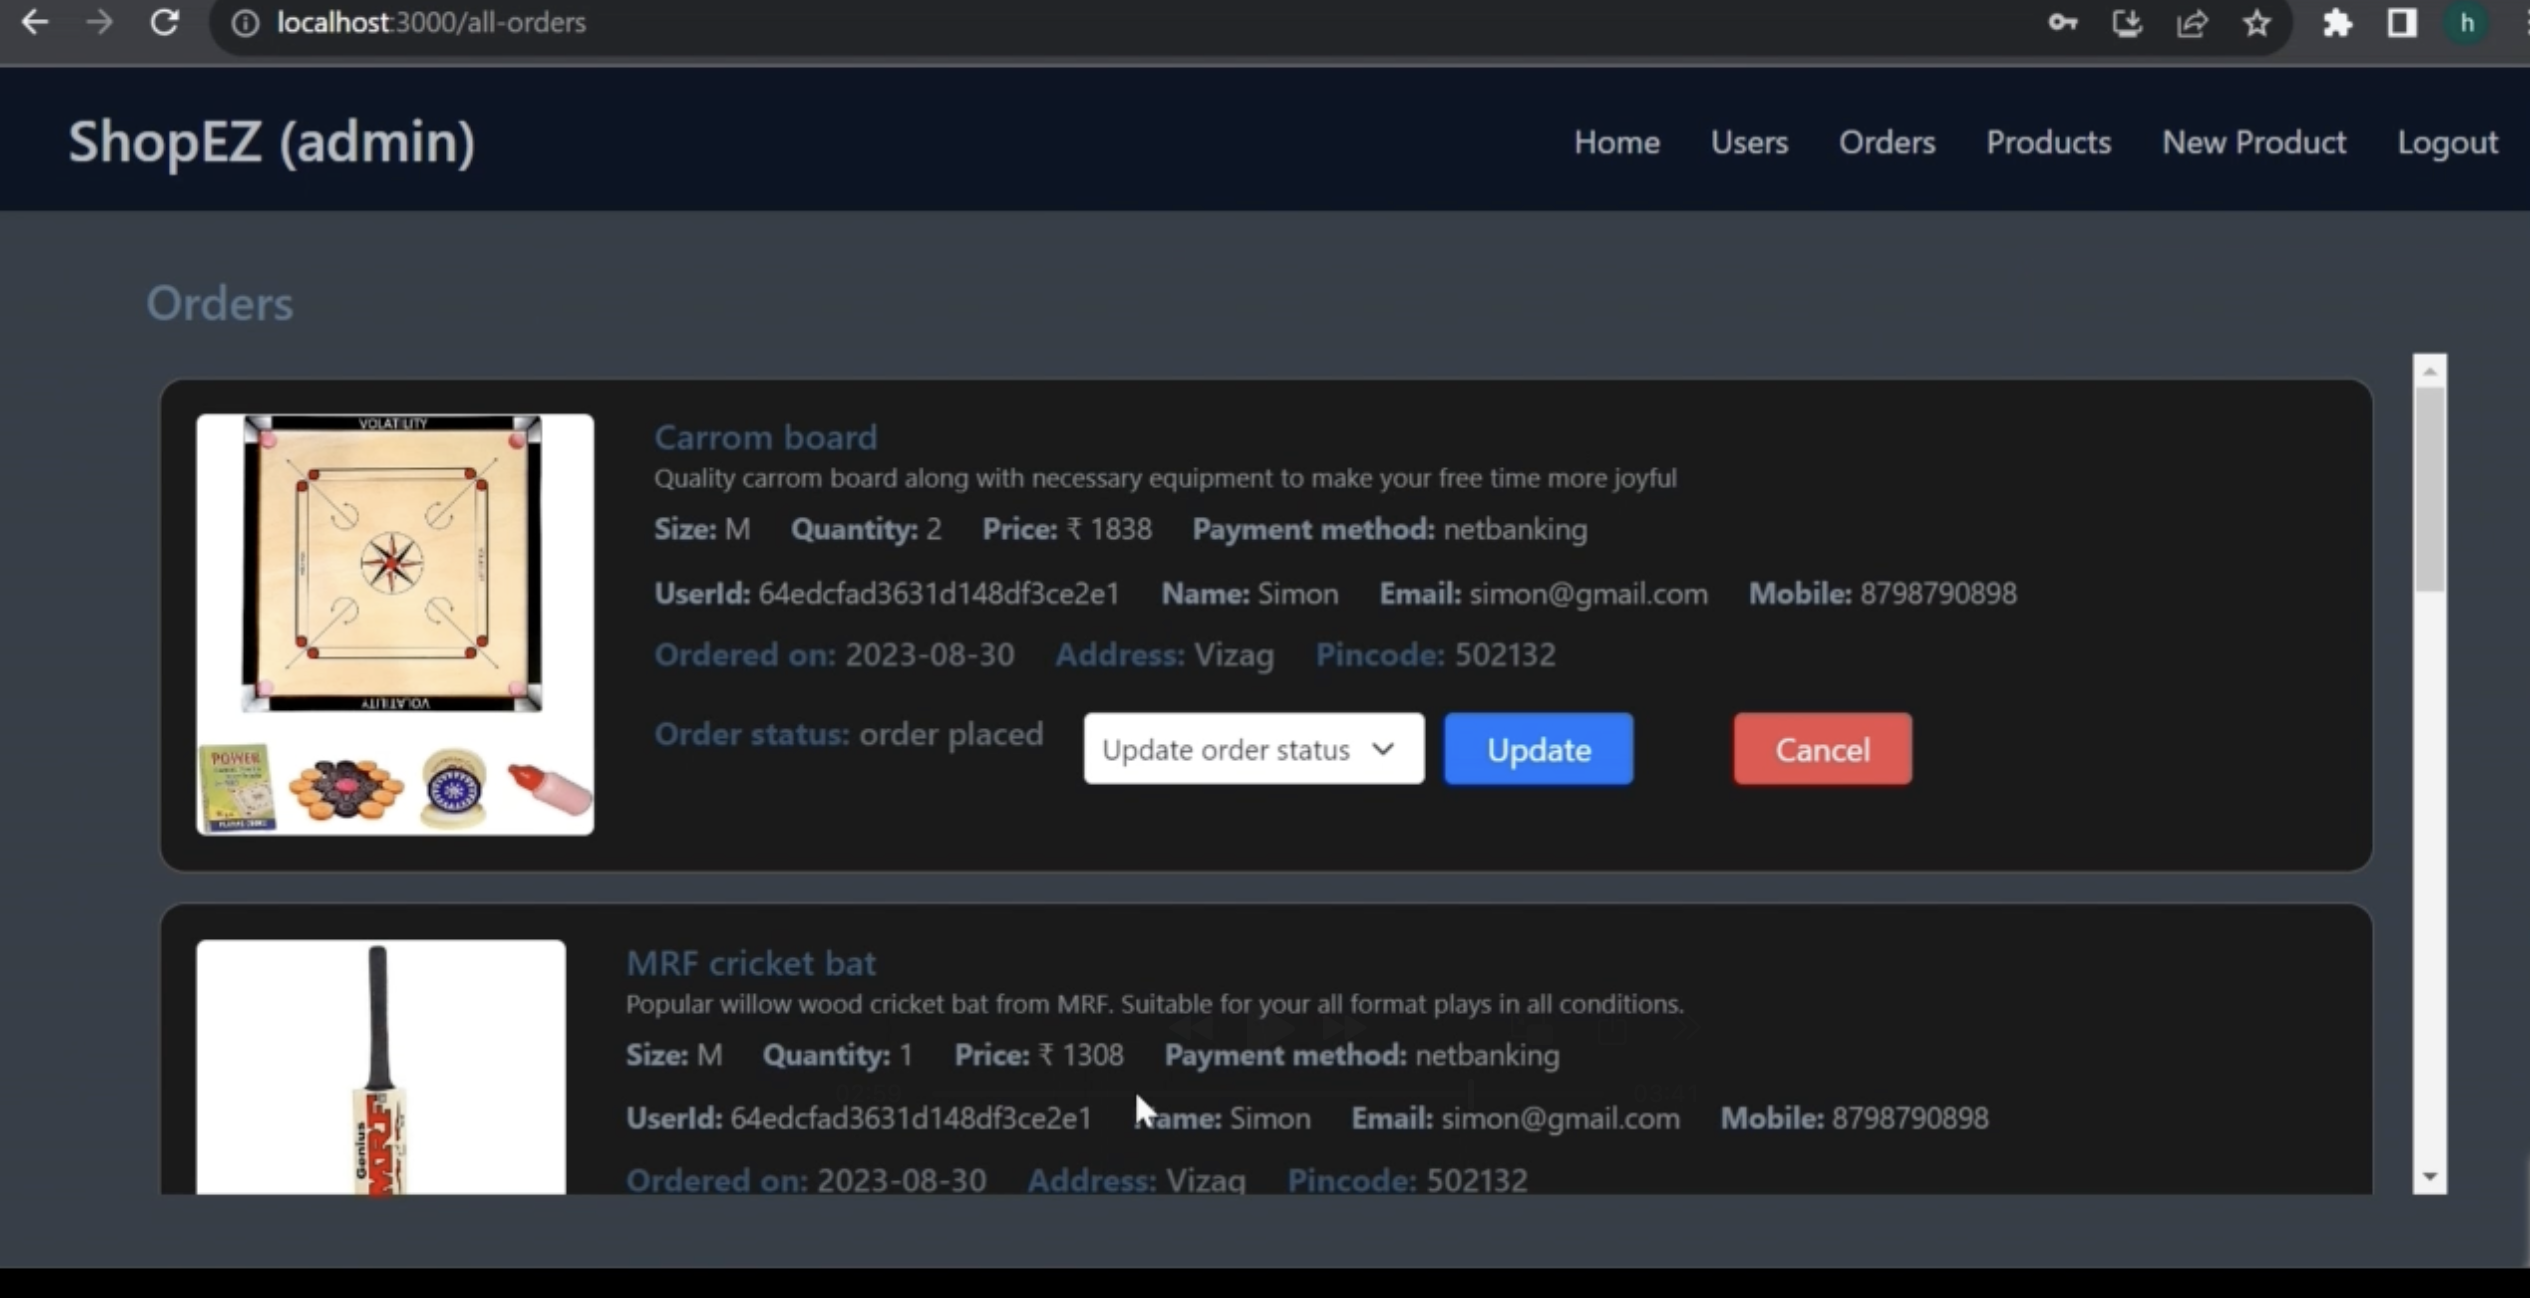 localhost:3000/all-orders
h
ShopEZ (admin)
Home Users Orders Products New Product Logout
Orders
VOLATILITY
VOLATILITY
POWER
Carrom board
Quality carrom board along with necessary equipment to make your free time more joyful
Size: M Quantity: 2 Price: ₹ 1838 Payment method: netbanking
UserId: 64edcfad3631d148df3ce2e1 Name: Simon Email: simon@gmail.com Mobile: 8798790898
Ordered on: 2023-08-30 Address: Vizag Pincode: 502132
Order status: order placed Update order status Update Cancel
Genius
MRF
MRF cricket bat
Popular willow wood cricket bat from MRF. Suitable for your all format plays in all conditions.
Size: M Quantity: 1 Price: ₹ 1308 Payment method: netbanking
UserId: 64edcfad3631d148df3ce2e1 Name: Simon Email: simon@gmail.com Mobile: 8798790898
Ordered on: 2023-08-30 Address: Vizag Pincode: 502132